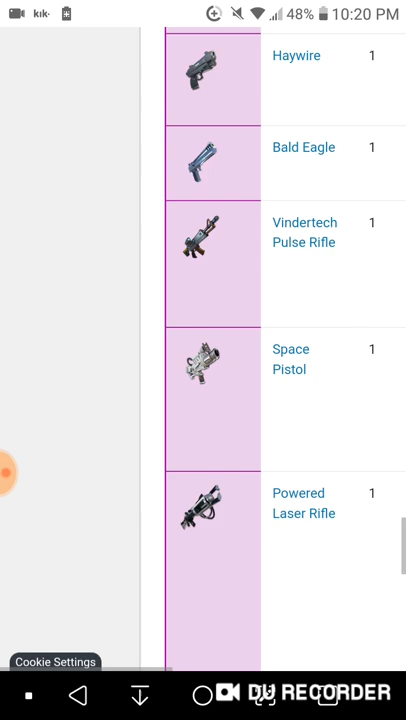 kik· 48% 10:20 PM
Haywire 1
Bald Eagle 1
Vindertech 1
Pulse Rifle
Space 1
Pistol
Powered 1
Laser Rifle
Cookie Settings
DU RECORDER